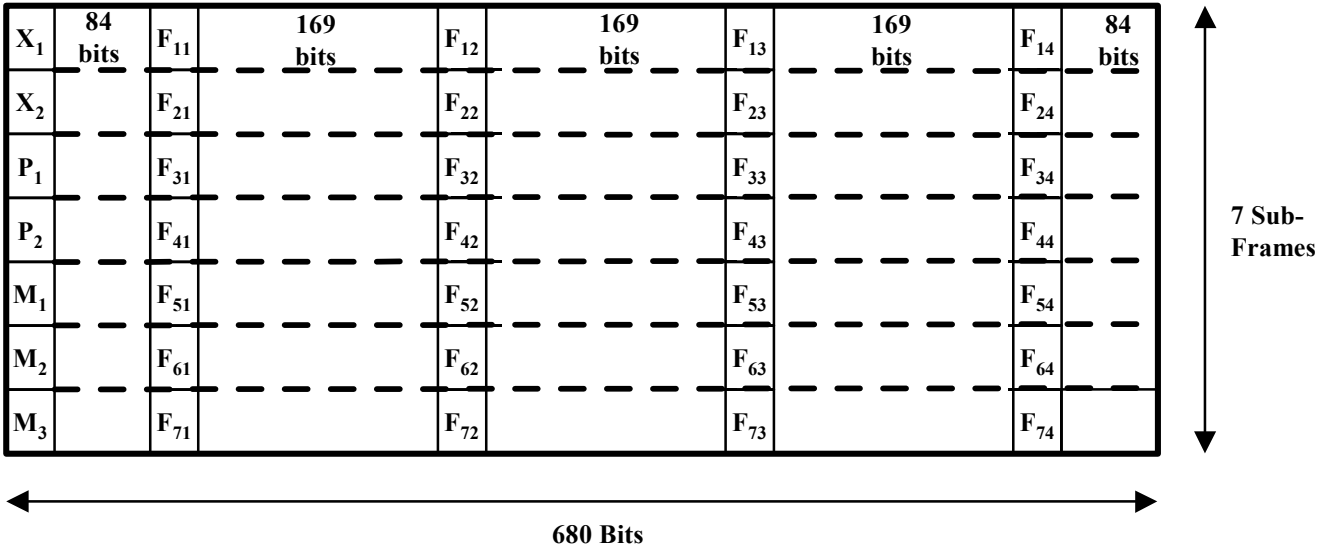 X1 84 bits F11 169 bits F12 169 bits F13 169 bits F14 84 bits
X2 F21 F22 F23 F24
P1 F31 F32 F33 F34
P2 F41 F42 F43 F44
M1 F51 F52 F53 F54
M2 F61 F62 F63 F64
M3 F71 F72 F73 F74
7 Sub-
Frames
680 Bits